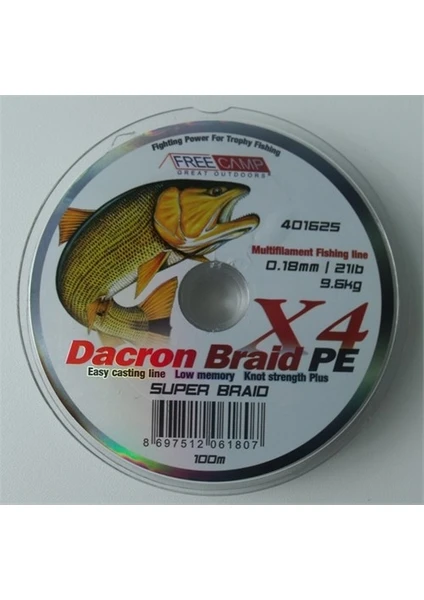 Fighting Power For Trophy Fishing
FREE CAMP
GREAT OUTDOORS
401625
Multifilament Fishing line
0.18mm | 21lb
9.6kg
X4
Dacron Braid PE
Easy casting line Low memory Knot strength Plus
SUPER BRAID
8 697512 061807
100m